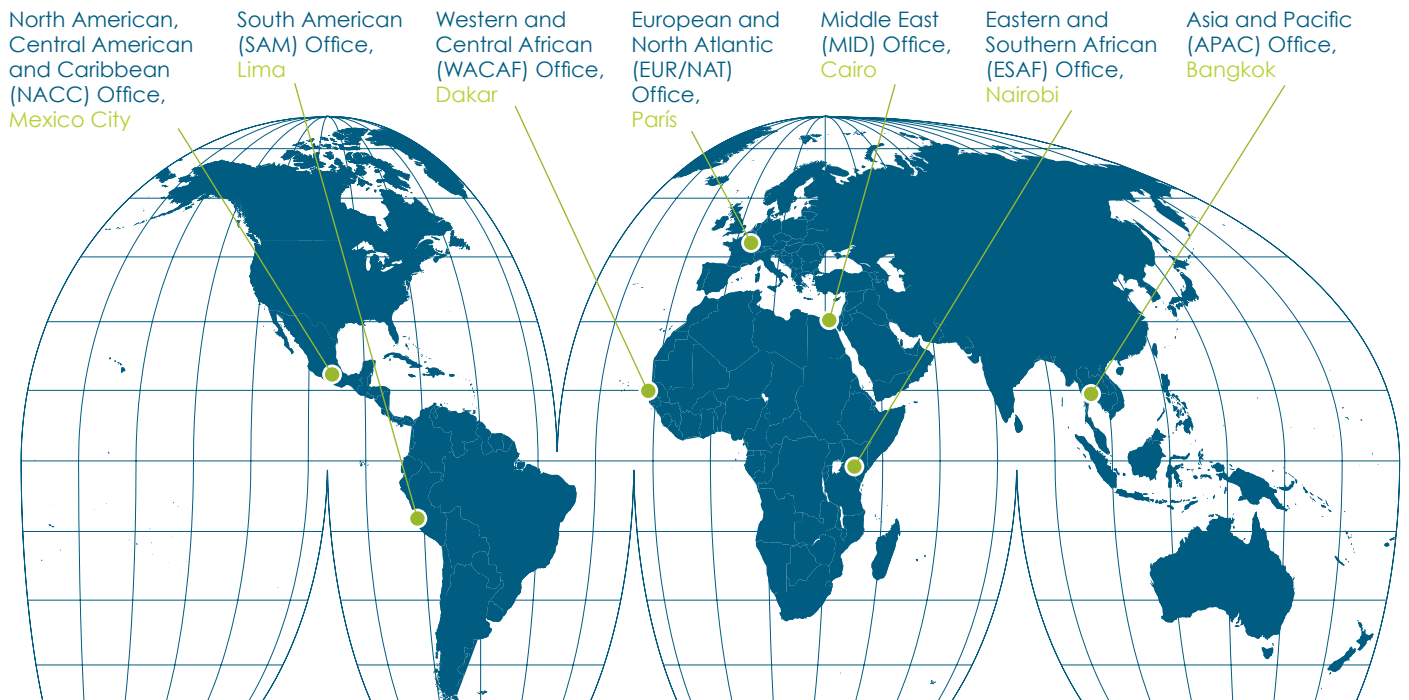 North American,
Central American
and Caribbean
(NACC) Office,
Mexico City
South American
(SAM) Office,
Lima
Western and
Central African
(WACAF) Office,
Dakar
European and
North Atlantic
(EUR/NAT)
Office,
París
Middle East
(MID) Office,
Cairo
Eastern and
Southern African
(ESAF) Office,
Nairobi
Asia and Pacific
(APAC) Office,
Bangkok